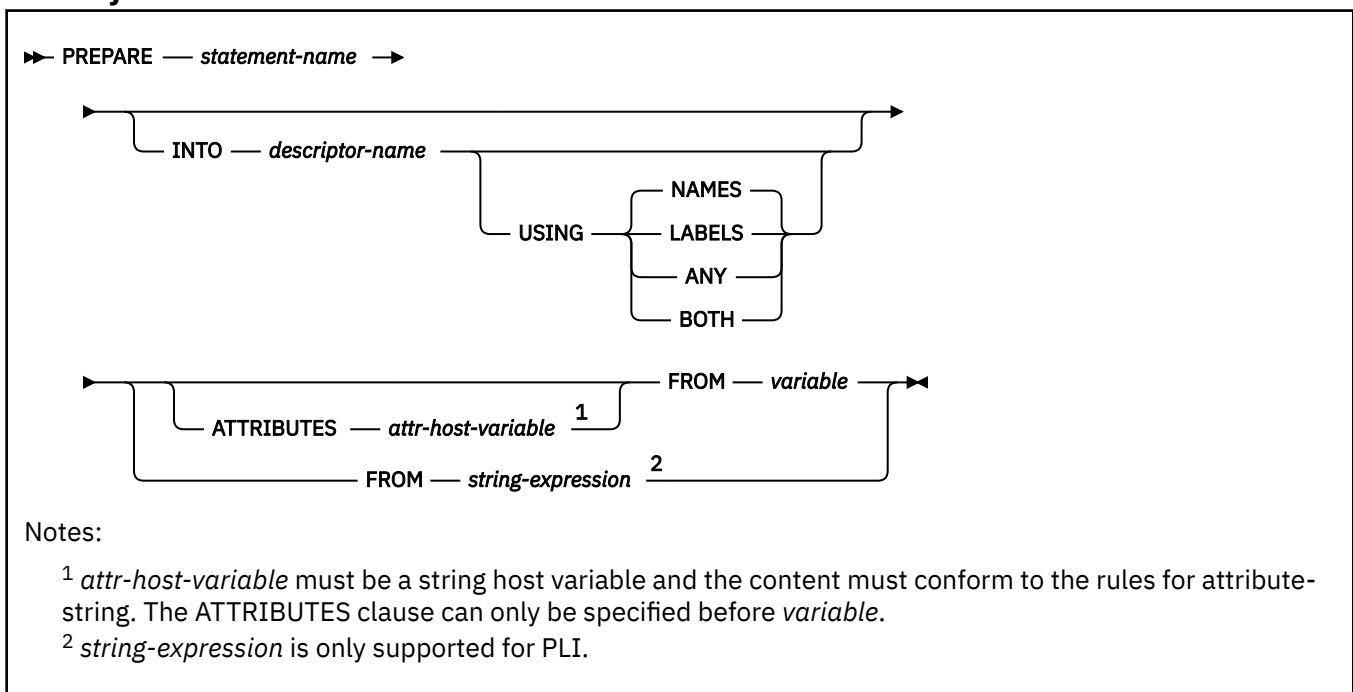 PREPARE statement-name
INTO descriptor-name
NAMES
USING LABELS
ANY
BOTH
FROM variable
ATTRIBUTES attr-host-variable 1
FROM string-expression 2
Notes:
1 attr-host-variable must be a string host variable and the content must conform to the rules for attribute-
string. The ATTRIBUTES clause can only be specified before variable.
2 string-expression is only supported for PLI.